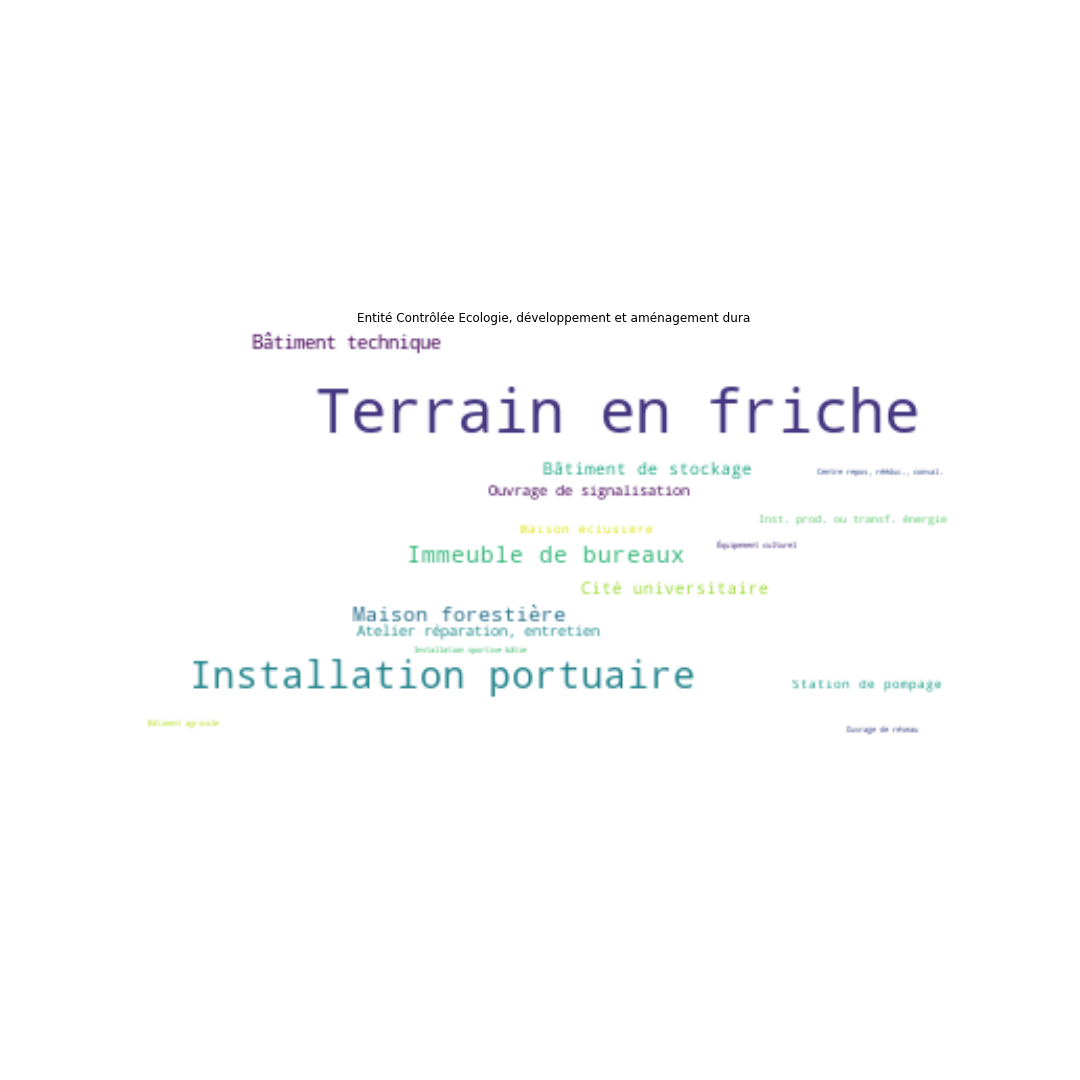 Entité Contrôlée Ecologie, développement et aménagement dura
Bâtiment technique
Terrain en friche
Bâtiment de stockage
Centre repos, rééduc., consul.
Ouvrage de signalisation
Inst. prod. ou transf. énergie
Maison éclusière
Équipement culturel
Immeuble de bureaux
Cité universitaire
Maison forestière
Atelier réparation, entretien
Installation sportive bâtie
Installation portuaire
Station de pompage
Bâtiment agricole
Ouvrage de réseau